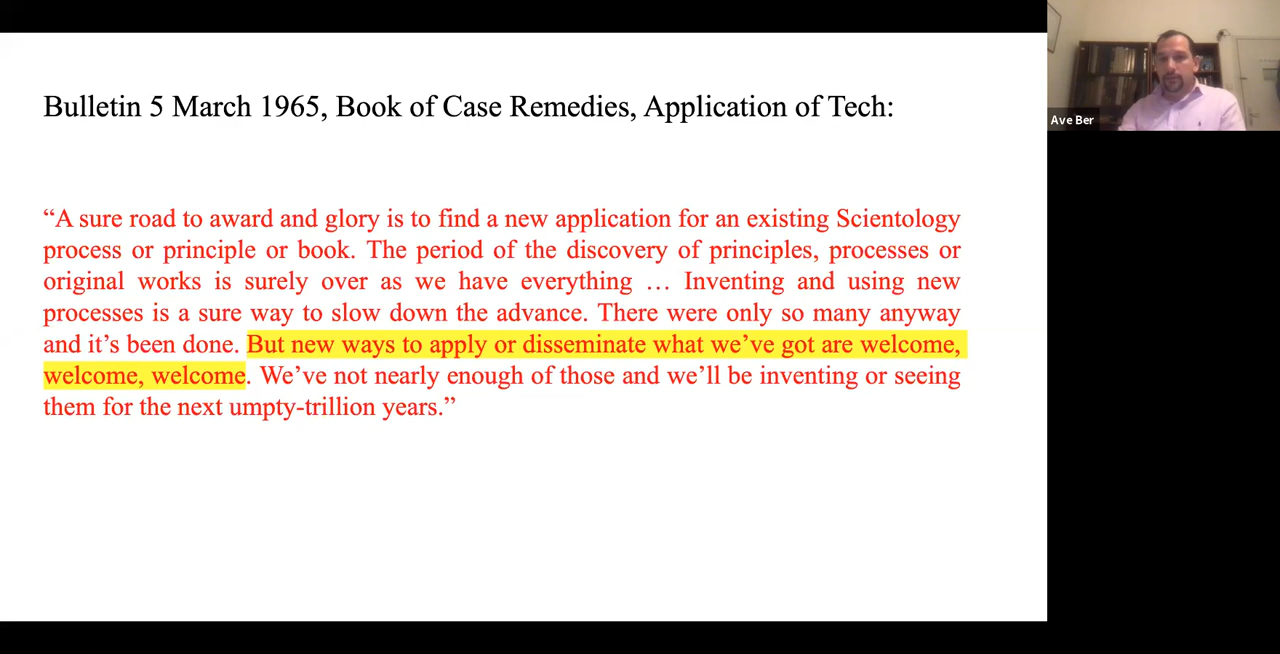 Bulletin 5 March 1965, Book of Case Remedies, Application of Tech:
“A sure road to award and glory is to find a new application for an existing Scientology
process or principle or book. The period of the discovery of principles, processes or
original works is surely over as we have everything … Inventing and using new
processes is a sure way to slow down the advance. There were only so many anyway
and it’s been done. But new ways to apply or disseminate what we’ve got are welcome,
welcome, welcome. We’ve not nearly enough of those and we’ll be inventing or seeing
them for the next umpty-trillion years.”
Ave Ber